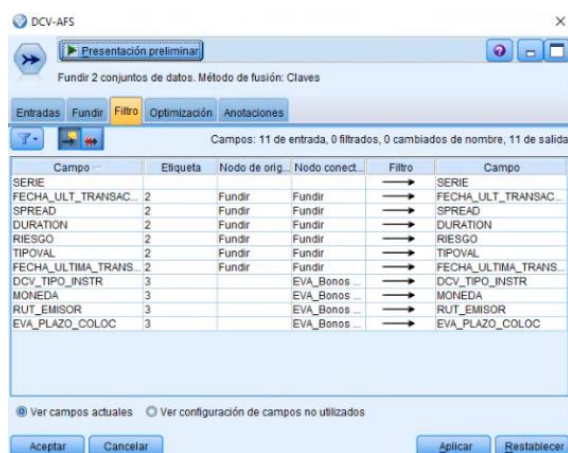 DCV-AFS
Presentación preliminar
Fundir 2 conjuntos de datos. Método de fusión: Claves
Entradas Fundir Filtro Optimización Anotaciones
Campos: 11 de entrada, 0 filtrados, 0 cambiados de nombre, 11 de salida
Campo Etiqueta Nodo de orig... Nodo conect... Filtro Campo
SERIE SERIE
FECHA_ULT_TRANSAC... 2 Fundir Fundir FECHA_ULT_TRANSAC...
SPREAD 2 Fundir Fundir SPREAD
DURATION 2 Fundir Fundir DURATION
RIESGO 2 Fundir Fundir RIESGO
TIPOVAL 2 Fundir Fundir TIPOVAL
FECHA_ULTIMA_TRANS... 2 Fundir Fundir FECHA_ULTIMA_TRANS...
DCV_TIPO_INSTR 3 EVA_Bonos ... DCV_TIPO_INSTR
MONEDA 3 EVA_Bonos ... MONEDA
RUT_EMISOR 3 EVA_Bonos ... RUT_EMISOR
EVA_PLAZO_COLOC 3 EVA_Bonos ... EVA_PLAZO_COLOC
Ver campos actuales Ver configuración de campos no utilizados
Aceptar Cancelar Aplicar Restablecer